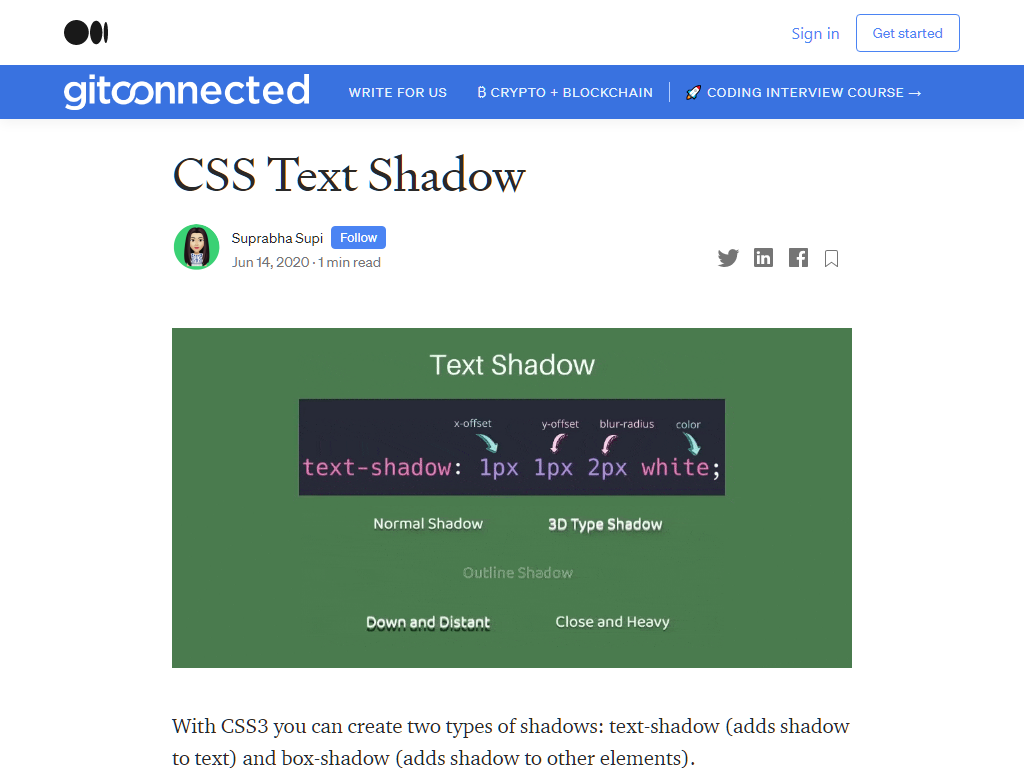 Sign in
Get started
gitconnected
WRITE FOR US
₿ CRYPTO + BLOCKCHAIN
🚀 CODING INTERVIEW COURSE →
CSS Text Shadow
Suprabha Supi
Follow
Jun 14, 2020 · 1 min read
Text Shadow
x-offset y-offset blur-radius color
text-shadow: 1px 1px 2px white;
Normal Shadow 3D Type Shadow
Outline Shadow
Down and Distant Close and Heavy
With CSS3 you can create two types of shadows: text-shadow (adds shadow
to text) and box-shadow (adds shadow to other elements).